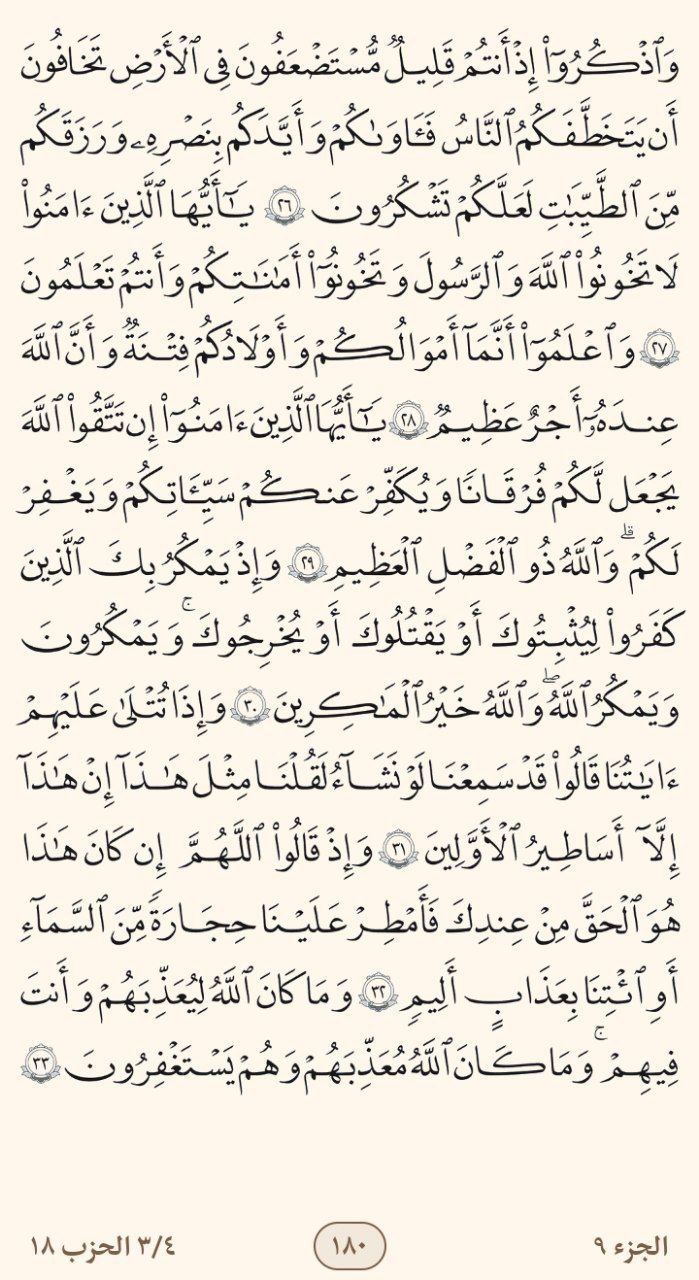 وَٱذۡكُرُوٓاْ إِذۡ أَنتُمۡ قَلِيلٞ مُّسۡتَضۡعَفُونَ فِي ٱلۡأَرۡضِ تَخَافُونَ
أَن يَتَخَطَّفَكُمُ ٱلنَّاسُ فَـَٔاوَىٰكُمۡ وَأَيَّدَكُم بِنَصۡرِهِۦ وَرَزَقَكُم
مِّنَ ٱلطَّيِّبَٰتِ لَعَلَّكُمۡ تَشۡكُرُونَ ٢٦ يَٰٓأَيُّهَا ٱلَّذِينَ ءَامَنُواْ
لَا تَخُونُواْ ٱللَّهَ وَٱلرَّسُولَ وَتَخُونُوٓاْ أَمَٰنَٰتِكُمۡ وَأَنتُمۡ تَعۡلَمُونَ
٢٧ وَٱعۡلَمُوٓاْ أَنَّمَآ أَمۡوَٰلُكُمۡ وَأَوۡلَٰدُكُمۡ فِتۡنَةٞ وَأَنَّ ٱللَّهَ
عِندَهُۥٓ أَجۡرٌ عَظِيمٞ ٢٨ يَٰٓأَيُّهَا ٱلَّذِينَ ءَامَنُوٓاْ إِن تَتَّقُواْ ٱللَّهَ
يَجۡعَل لَّكُمۡ فُرۡقَانٗا وَيُكَفِّرۡ عَنكُمۡ سَيِّـَٔاتِكُمۡ وَيَغۡفِرۡ
لَكُمۡۗ وَٱللَّهُ ذُو ٱلۡفَضۡلِ ٱلۡعَظِيمِ ٢٩ وَإِذۡ يَمۡكُرُ بِكَ ٱلَّذِينَ
كَفَرُواْ لِيُثۡبِتُوكَ أَوۡ يَقۡتُلُوكَ أَوۡ يُخۡرِجُوكَۚ وَيَمۡكُرُونَ
وَيَمۡكُرُ ٱللَّهُۖ وَٱللَّهُ خَيۡرُ ٱلۡمَٰكِرِينَ ٣٠ وَإِذَا تُتۡلَىٰ عَلَيۡهِمۡ
ءَايَٰتُنَا قَالُواْ قَدۡ سَمِعۡنَا لَوۡ نَشَآءُ لَقُلۡنَا مِثۡلَ هَٰذَآ إِنۡ هَٰذَآ
إِلَّآ أَسَٰطِيرُ ٱلۡأَوَّلِينَ ٣١ وَإِذۡ قَالُواْ ٱللَّهُمَّ إِن كَانَ هَٰذَا
هُوَ ٱلۡحَقَّ مِنۡ عِندِكَ فَأَمۡطِرۡ عَلَيۡنَا حِجَارَةٗ مِّنَ ٱلسَّمَآءِ
أَوِ ٱئۡتِنَا بِعَذَابٍ أَلِيمٖ ٣٢ وَمَا كَانَ ٱللَّهُ لِيُعَذِّبَهُمۡ وَأَنتَ
فِيهِمۡۚ وَمَا كَانَ ٱللَّهُ مُعَذِّبَهُمۡ وَهُمۡ يَسۡتَغۡفِرُونَ ٣٣
الجزء ٩ ١٨٠ ٣/٤ الحزب ١٨